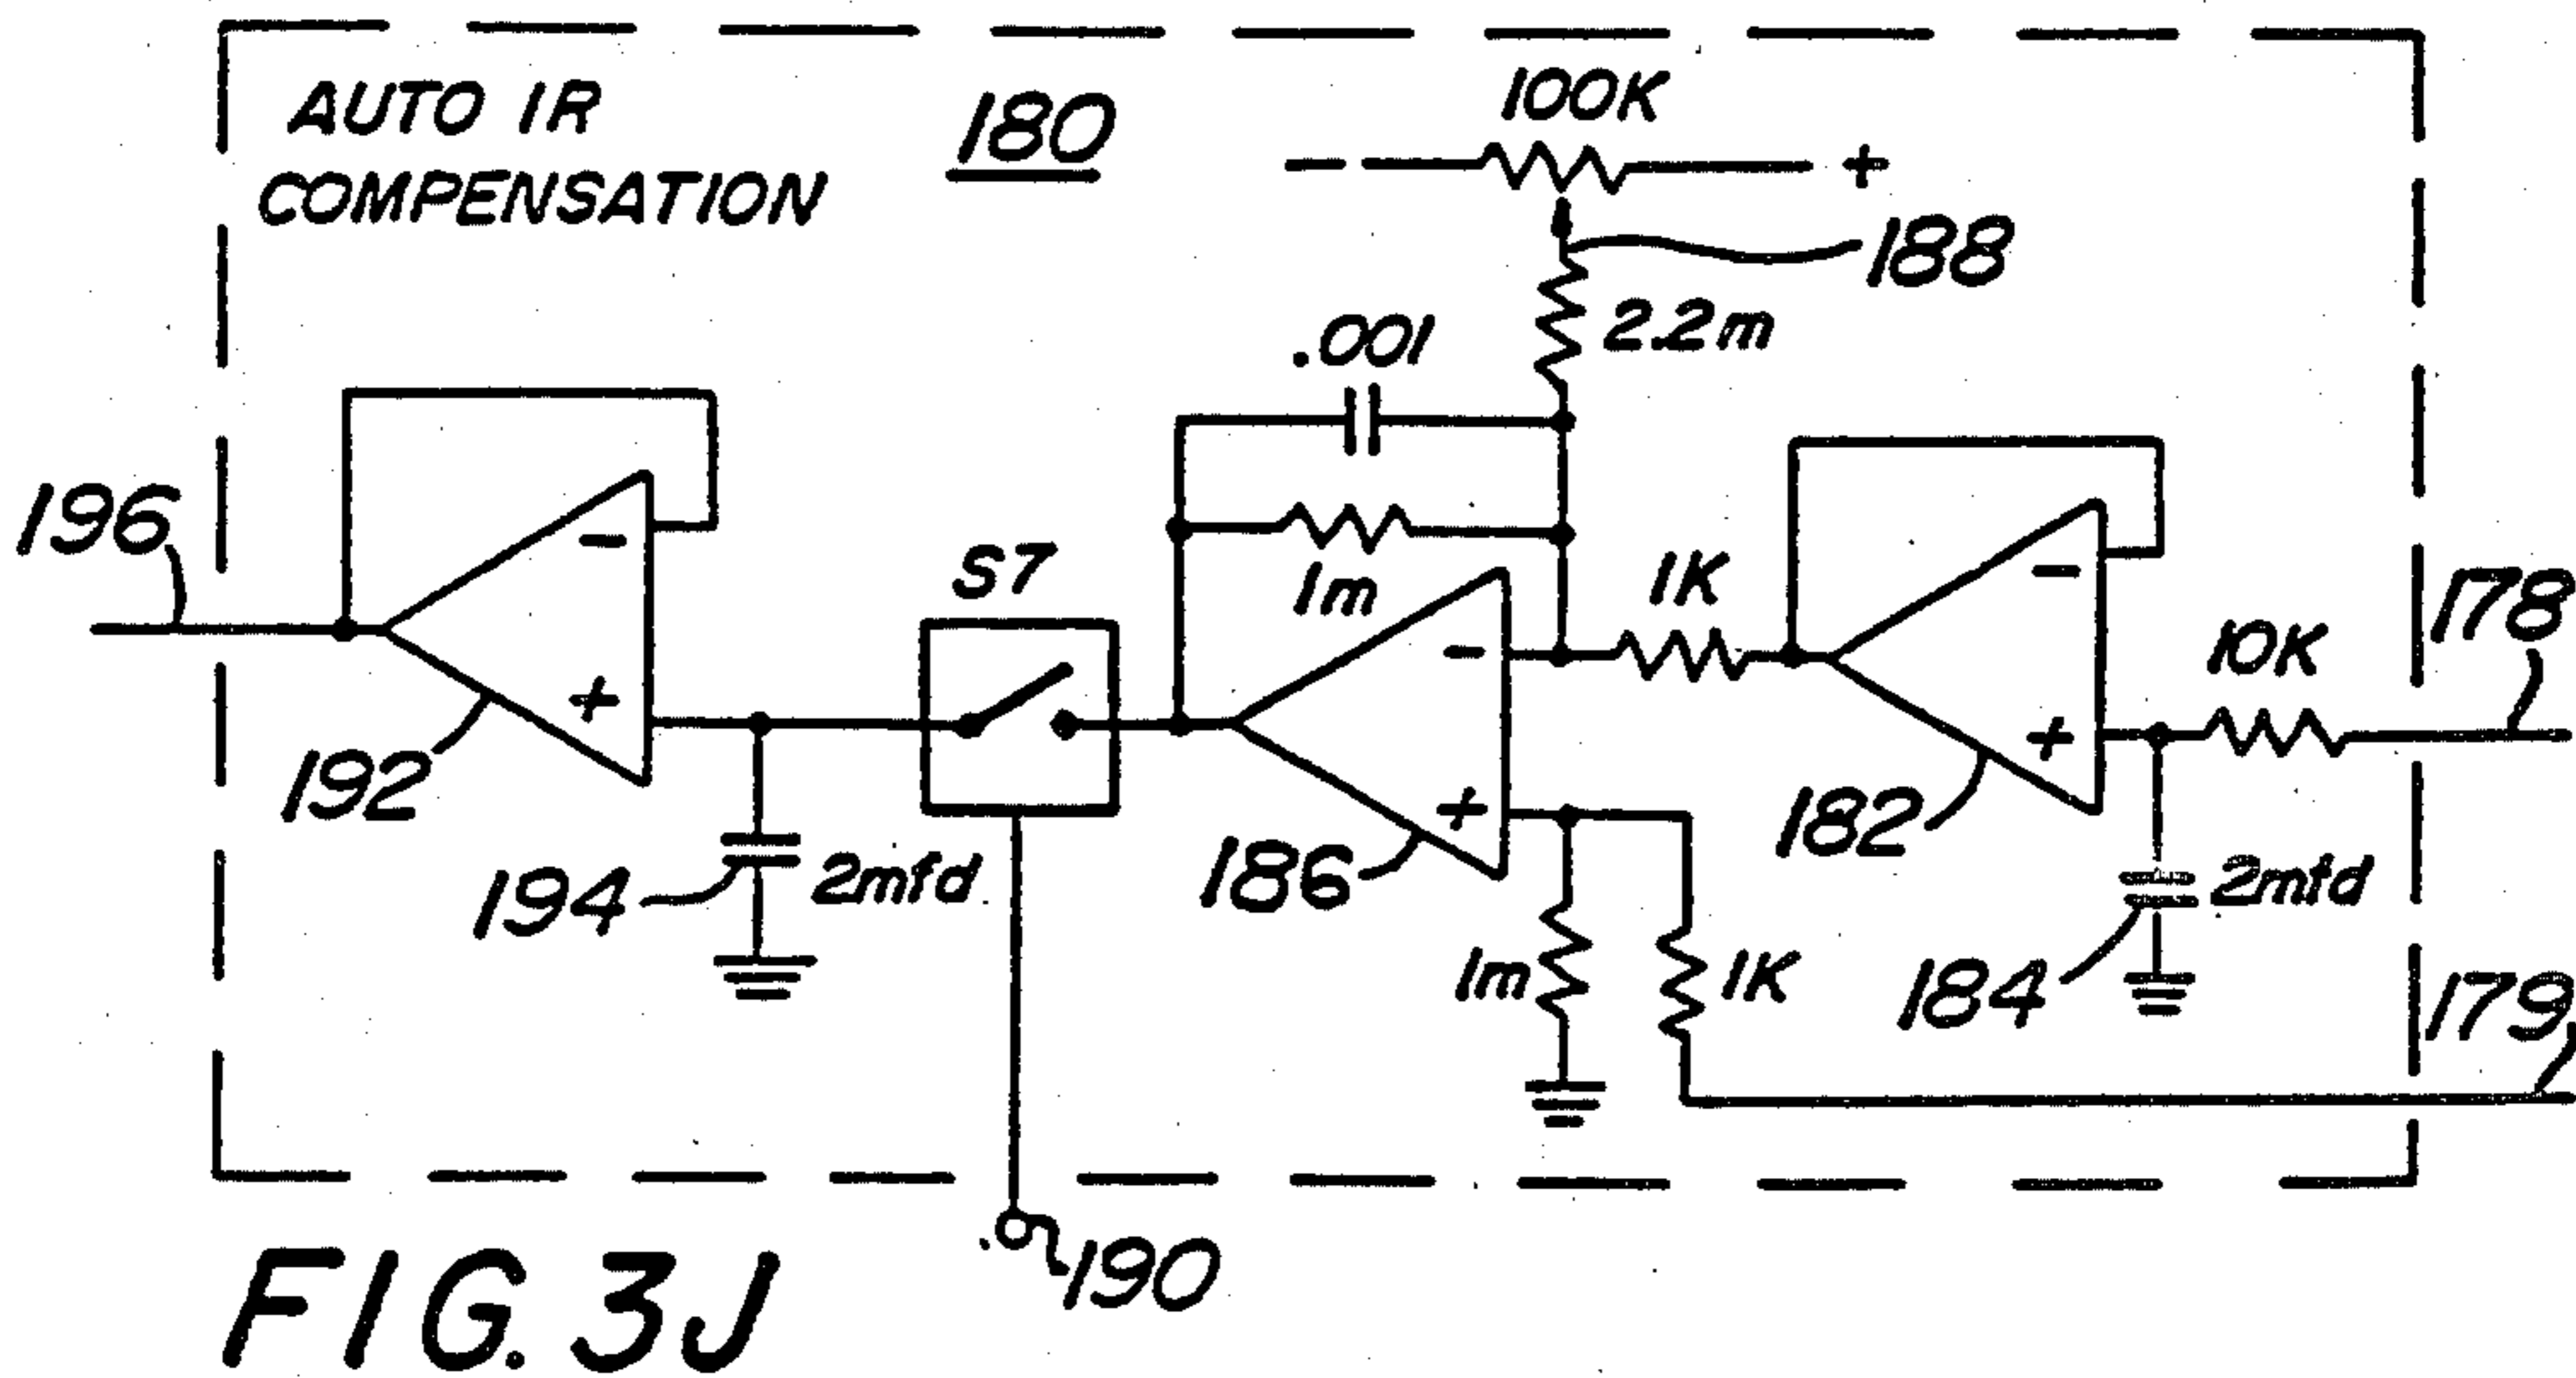 AUTO IR
COMPENSATION
180
100K
- +
188
2.2m
.001
1m
196
-
+
192
S7
194
2mfd
190
-
+
186
1K
1m
1K
-
+
182
10K
178
184
2mfd
179
FIG. 3J